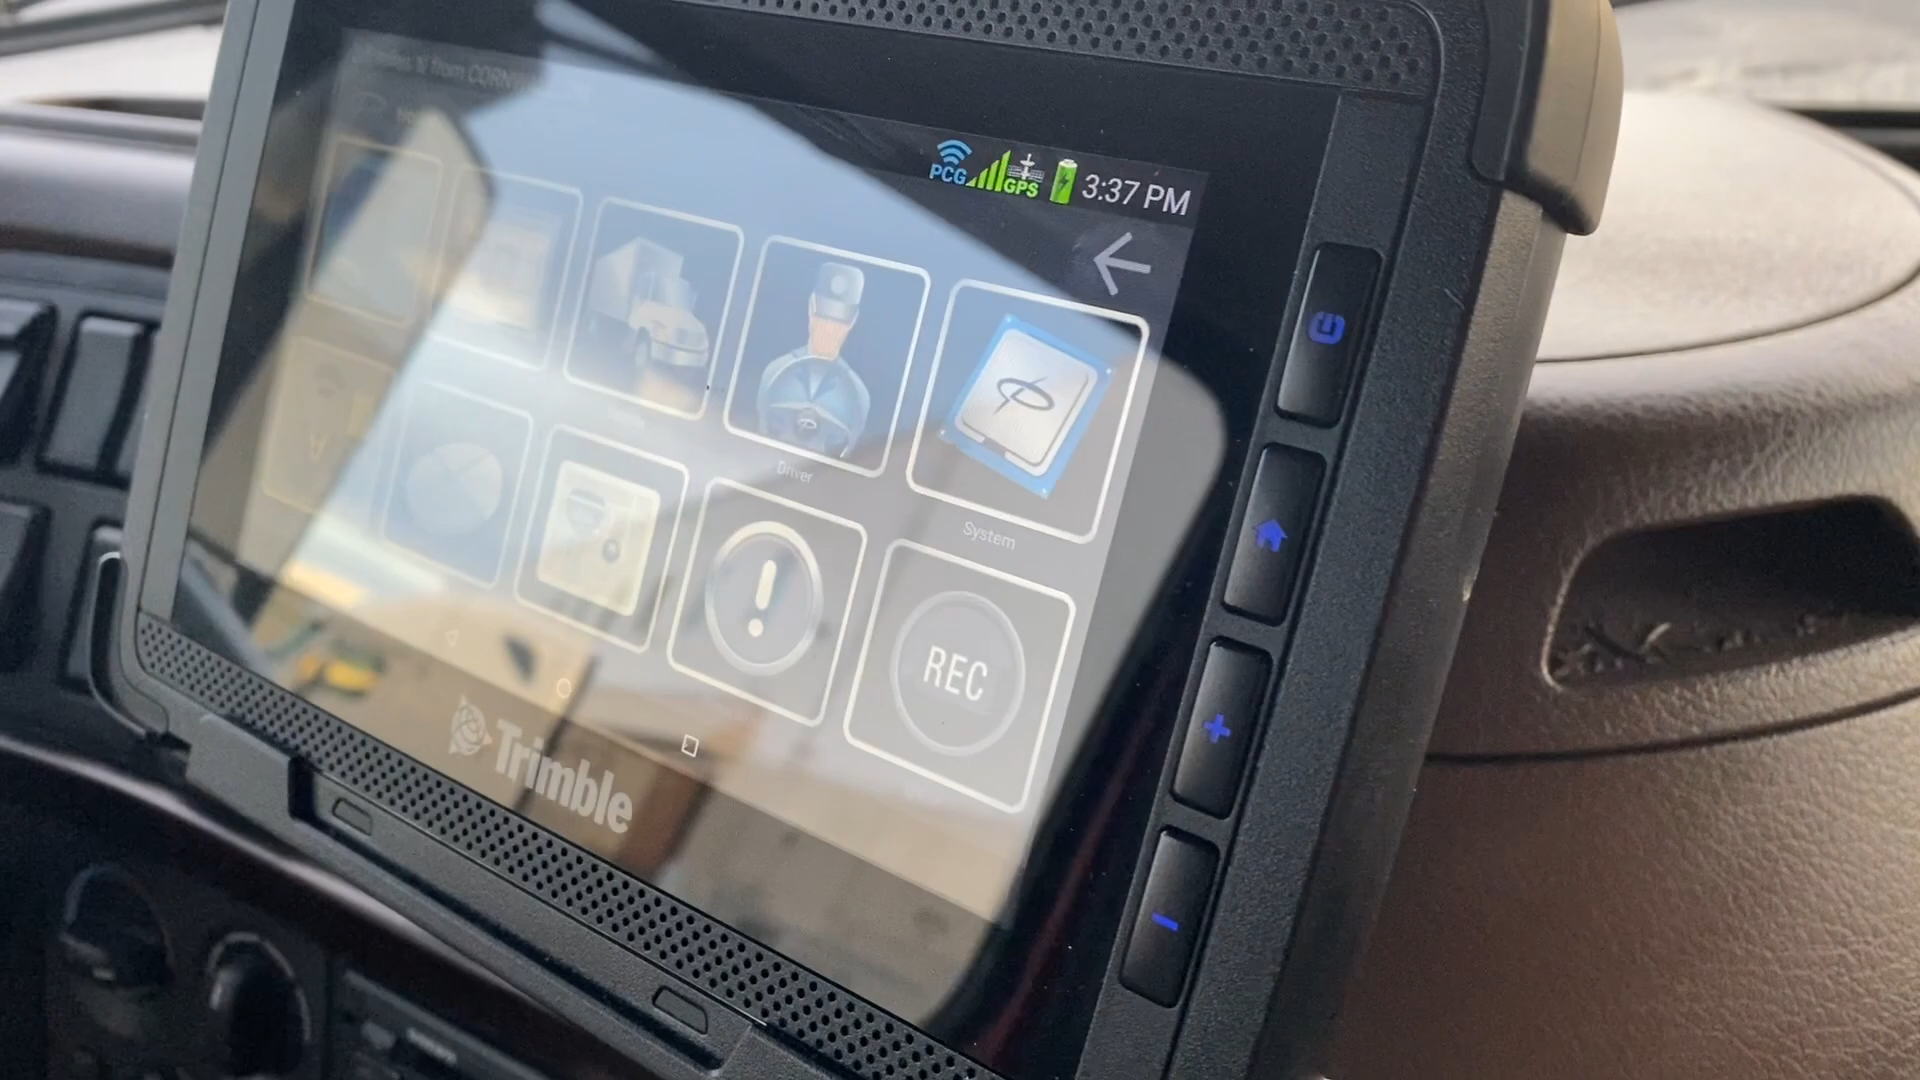 PCG GPS 3:37 PM
Driver
System
REC
Trimble